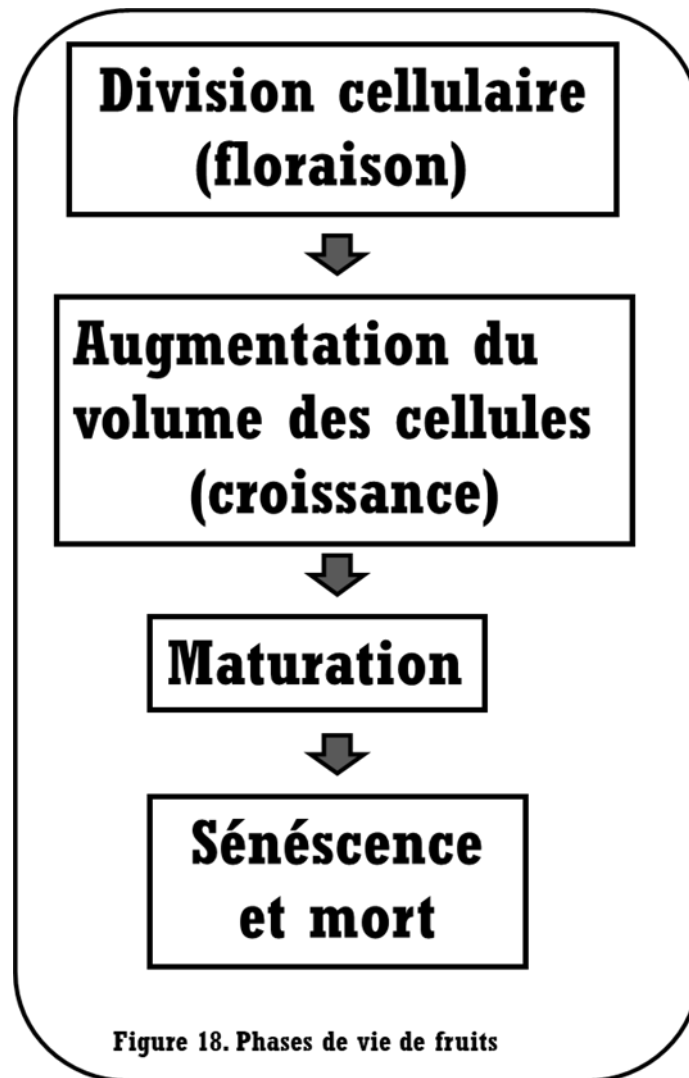 Division cellulaire
(floraison)
Augmentation du
volume des cellules
(croissance)
Maturation
Sénéscence
et mort
Figure 18. Phases de vie de fruits